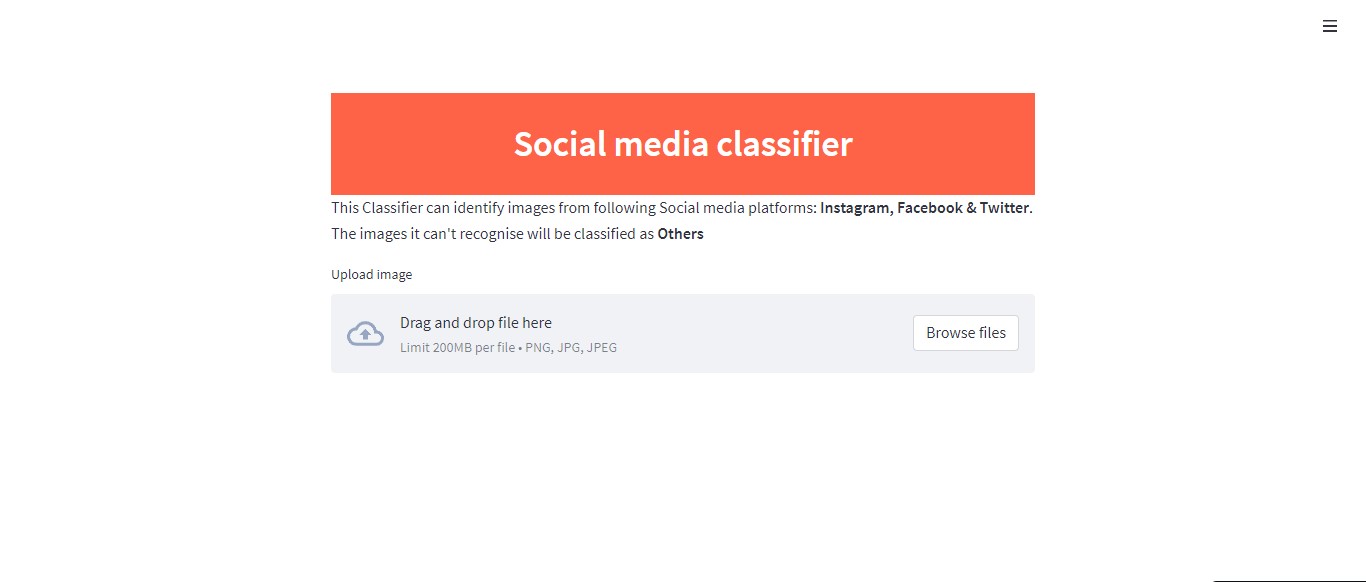 Social media classifier
This Classifier can identify images from following Social media platforms: Instagram, Facebook & Twitter.
The images it can't recognise will be classified as Others
Upload image
Drag and drop file here
Limit 200MB per file • PNG, JPG, JPEG
Browse files